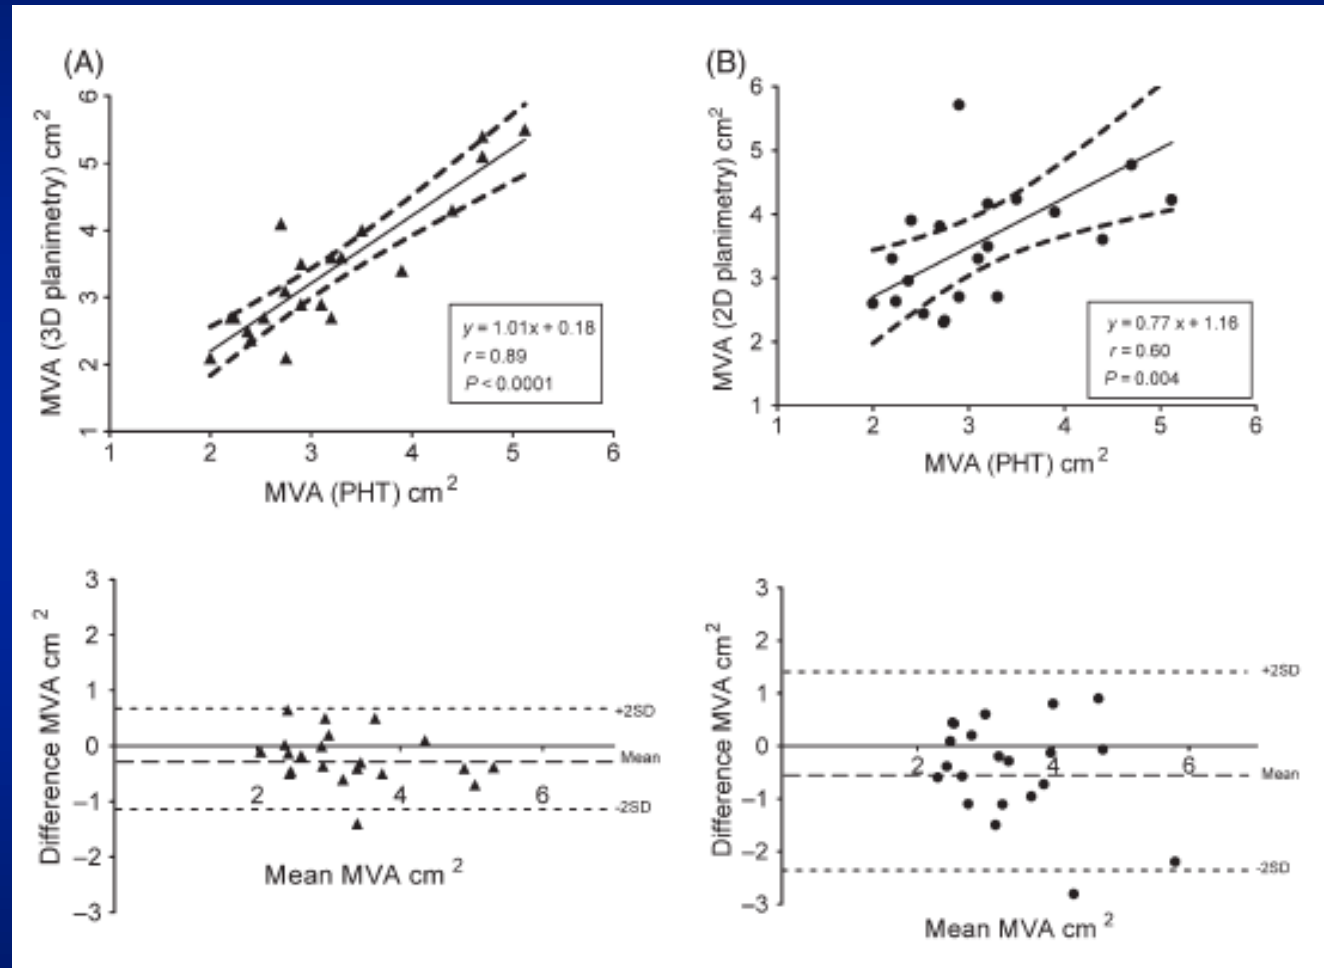 (A)
MVA (3D planimetry) cm2
6
5
4
3
2
1
1 2 3 4 5 6
MVA (PHT) cm2
y = 1.01x + 0.18
r = 0.89
P < 0.0001
(B)
MVA (2D planimetry) cm2
6
5
4
3
2
1
1 2 3 4 5 6
MVA (PHT) cm2
y = 0.77 x + 1.16
r = 0.60
P = 0.004
Difference MVA cm2
3
2
1
0
–1
–2
–3
2 4 6
+2SD
Mean
-2SD
Mean MVA cm2
Difference MVA cm2
3
2
1
0
–1
–2
–3
2 4 6
+2SD
Mean
-2SD
Mean MVA cm2